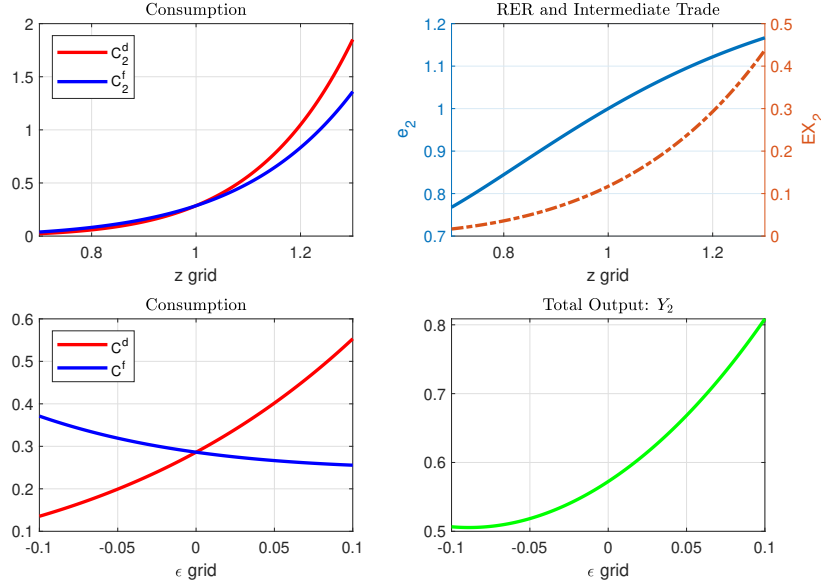 Consumption
2
1.5
1
0.5
0
C₂ᵈ
C₂ᶠ
0.8 1 1.2
z grid
RER and Intermediate Trade
1.2
1.1
1
0.9
0.8
0.7
e₂
0.5
0.4
0.3
0.2
0.1
0
EX₂
0.8 1 1.2
z grid
Consumption
0.6
0.5
0.4
0.3
0.2
0.1
Cᵈ
Cᶠ
-0.1 -0.05 0 0.05 0.1
ϵ grid
Total Output: Y₂
0.8
0.7
0.6
0.5
-0.1 -0.05 0 0.05 0.1
ϵ grid